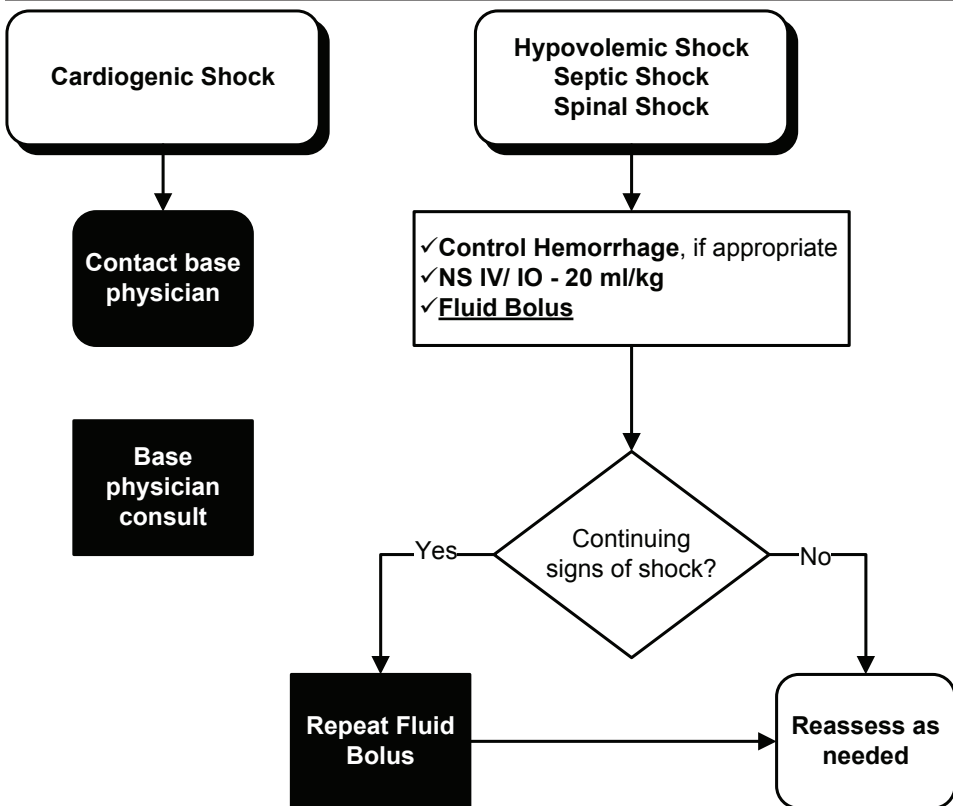 Cardiogenic Shock
Hypovolemic Shock
Septic Shock
Spinal Shock
Contact base
physician
✓Control Hemorrhage, if appropriate
✓NS IV/ IO - 20 ml/kg
✓Fluid Bolus
Base
physician
consult
Continuing
signs of shock?
Yes
No
Repeat Fluid
Bolus
Reassess as
needed